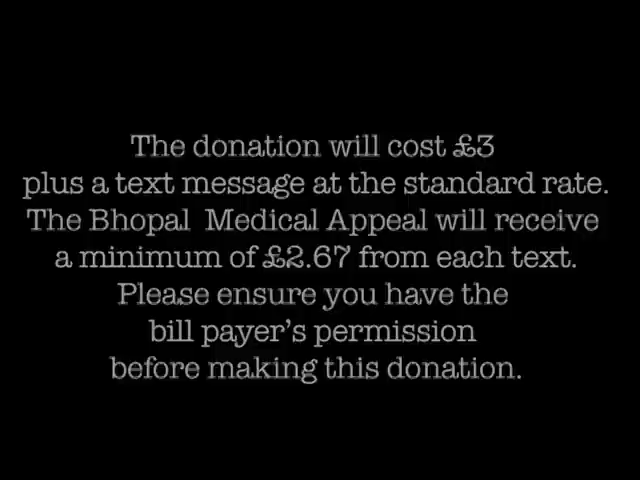 The donation will cost £3
plus a text message at the standard rate.
The Bhopal Medical Appeal will receive
a minimum of £2.67 from each text.
Please ensure you have the
bill payer's permission
before making this donation.